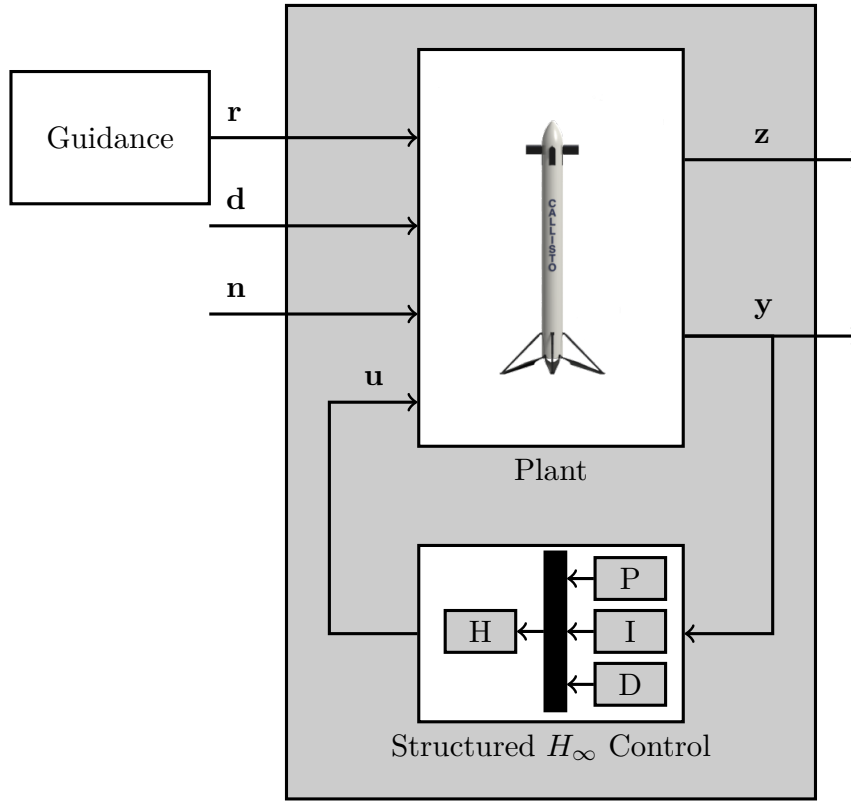 Guidance
r
d
n
u
z
y
CALLISTO
Plant
P
I
D
H
Structured H∞ Control